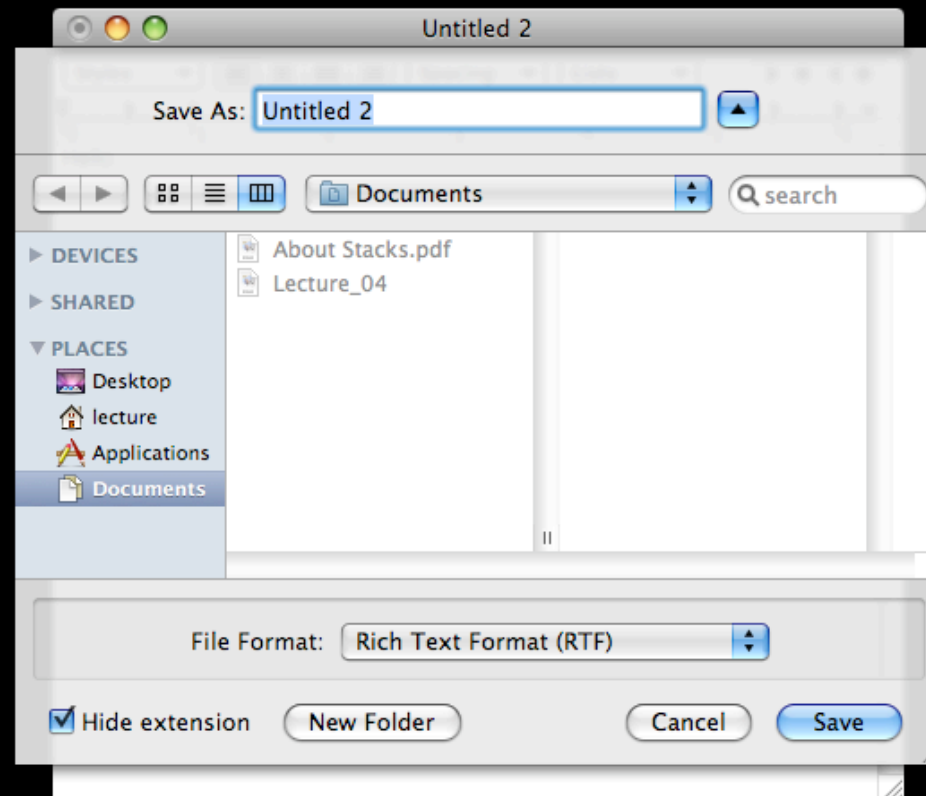 Untitled 2
Save As: Untitled 2
Documents
search
DEVICES
SHARED
PLACES
Desktop
lecture
Applications
Documents
About Stacks.pdf
Lecture_04
File Format: Rich Text Format (RTF)
Hide extension
New Folder
Cancel
Save